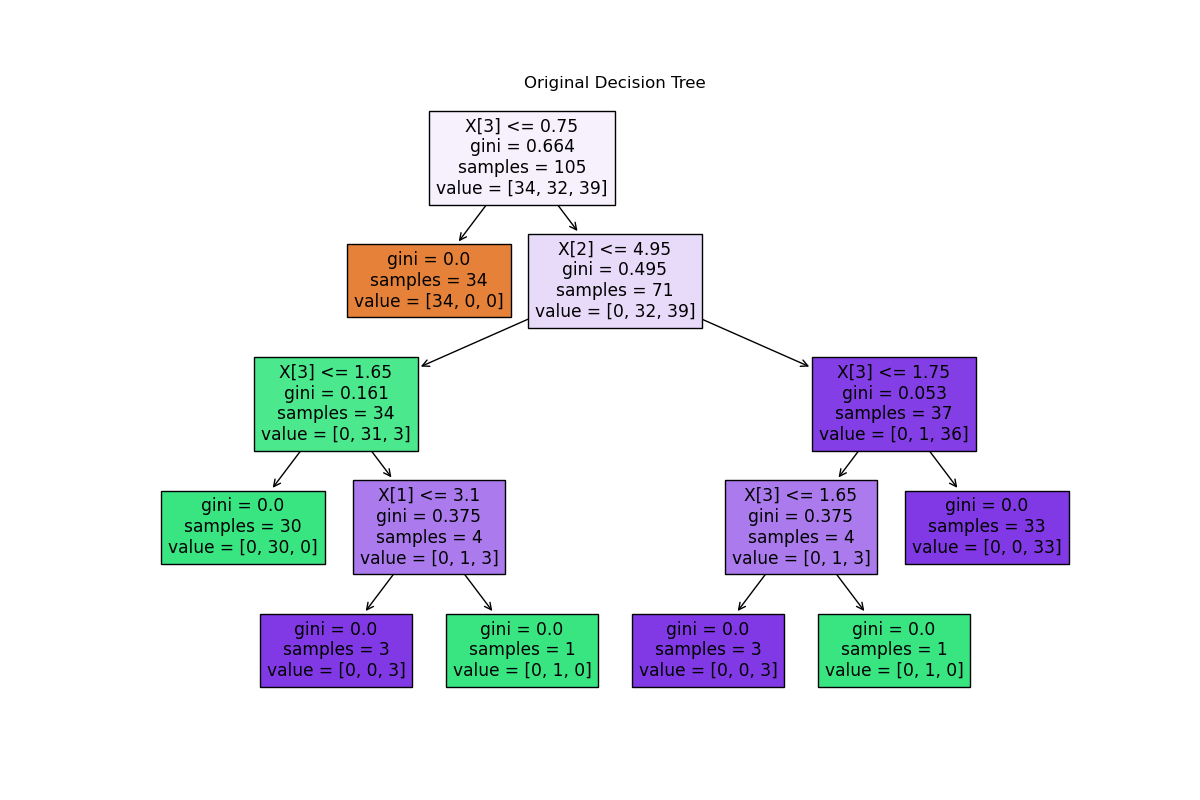 Original Decision Tree
X[3] <= 0.75
gini = 0.664
samples = 105
value = [34, 32, 39]
gini = 0.0
samples = 34
value = [34, 0, 0]
X[2] <= 4.95
gini = 0.495
samples = 71
value = [0, 32, 39]
X[3] <= 1.65
gini = 0.161
samples = 34
value = [0, 31, 3]
X[3] <= 1.75
gini = 0.053
samples = 37
value = [0, 1, 36]
gini = 0.0
samples = 30
value = [0, 30, 0]
X[1] <= 3.1
gini = 0.375
samples = 4
value = [0, 1, 3]
X[3] <= 1.65
gini = 0.375
samples = 4
value = [0, 1, 3]
gini = 0.0
samples = 33
value = [0, 0, 33]
gini = 0.0
samples = 3
value = [0, 0, 3]
gini = 0.0
samples = 1
value = [0, 1, 0]
gini = 0.0
samples = 3
value = [0, 0, 3]
gini = 0.0
samples = 1
value = [0, 1, 0]